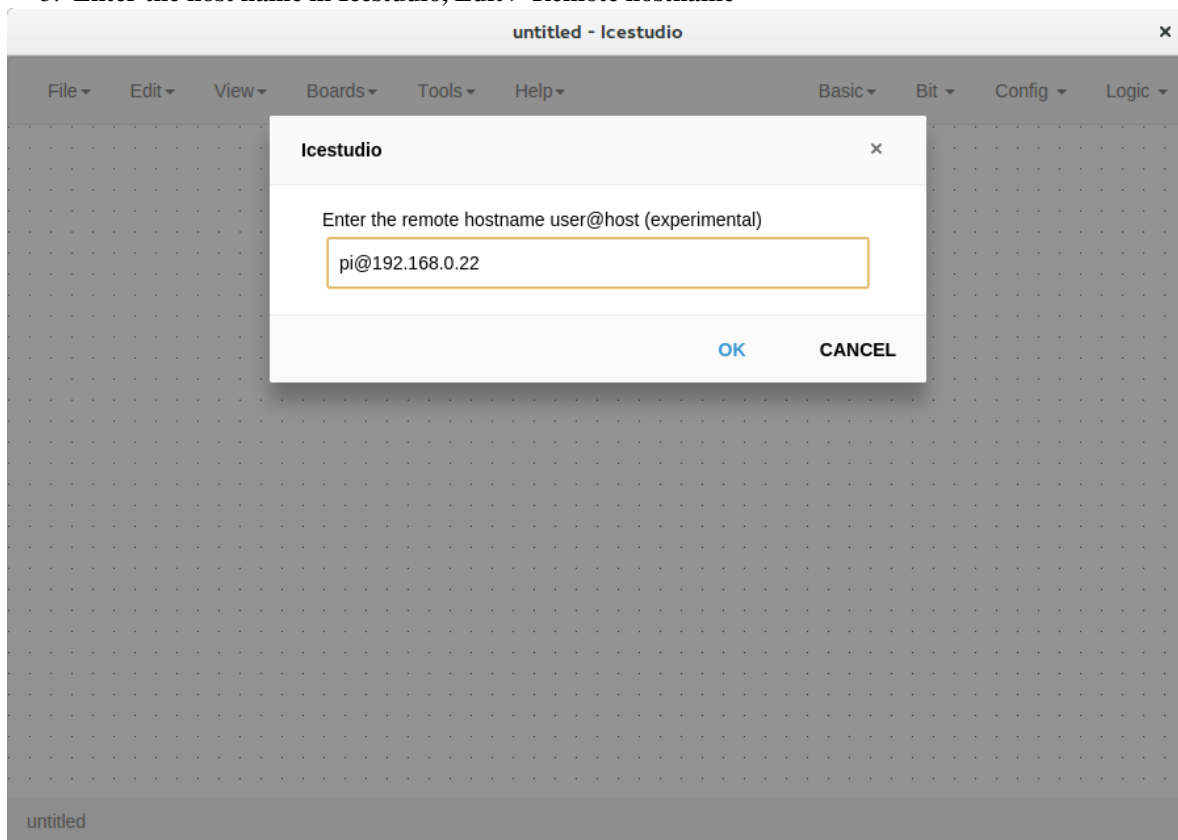 untitled - Icestudio ×
File Edit View Boards Tools Help Basic Bit Config Logic
Icestudio ×
Enter the remote hostname user@host (experimental)
pi@192.168.0.22
OK CANCEL
untitled